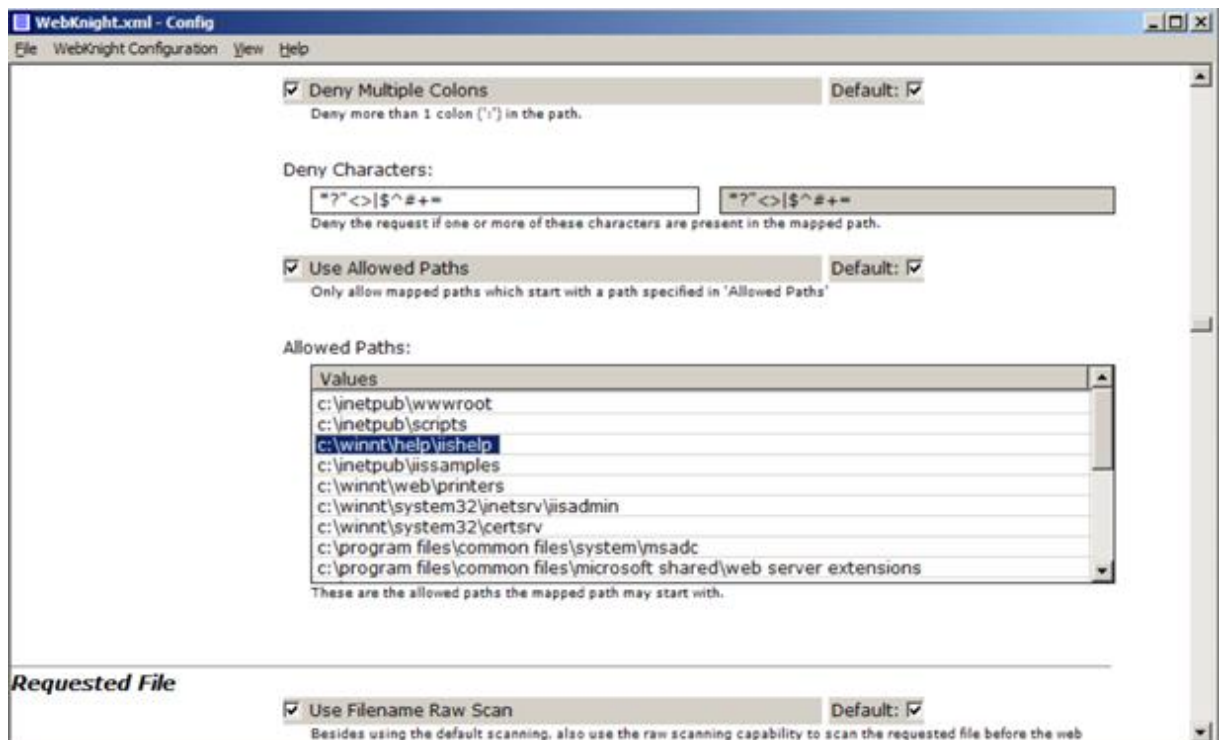 WebKnight.xml - Config
File WebKnight Configuration View Help
Deny Multiple Colons Default:
Deny more than 1 colon (":") in the path.
Deny Characters:
*?"<>|$^#+= *?"<>|$^#+=
Deny the request if one or more of these characters are present in the mapped path.
Use Allowed Paths Default:
Only allow mapped paths which start with a path specified in 'Allowed Paths'
Allowed Paths:
Values
c:\inetpub\wwwroot
c:\inetpub\scripts
c:\winnt\help\iishelp
c:\inetpub\iissamples
c:\winnt\web\printers
c:\winnt\system32\inetsrv\iisadmin
c:\winnt\system32\certsrv
c:\program files\common files\system\msadc
c:\program files\common files\microsoft shared\web server extensions
These are the allowed paths the mapped path may start with.
Requested File
Use Filename Raw Scan Default:
Besides using the default scanning, also use the raw scanning capability to scan the requested file before the web